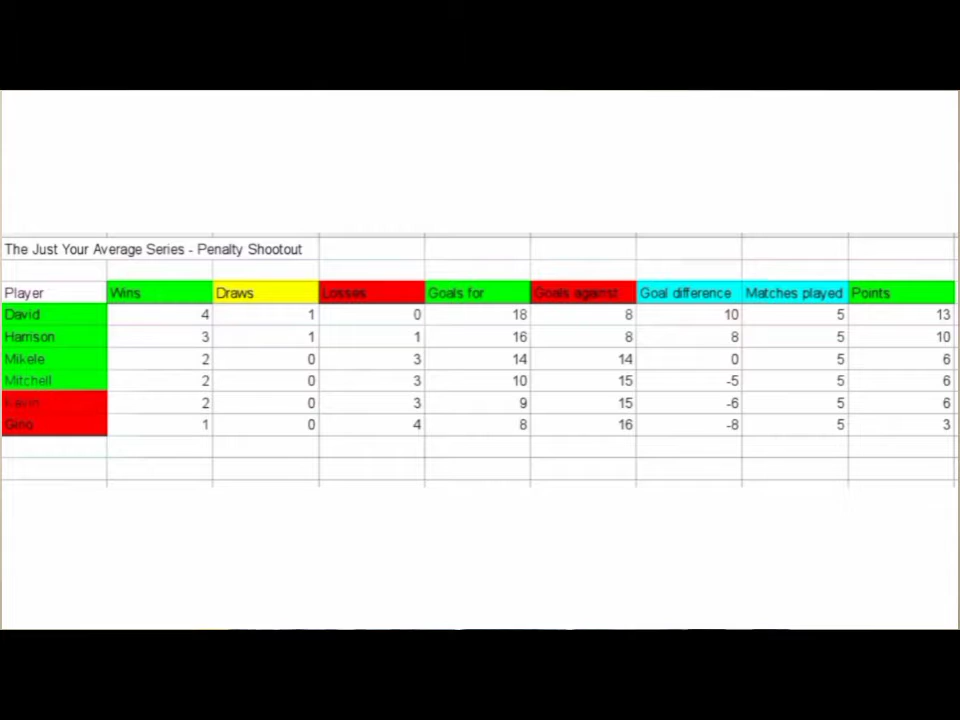 The Just Your Average Series - Penalty Shootout
Player Wins Draws Losses Goals for Goals against Goal difference Matches played Points
David 4 1 0 18 8 10 5 13
Harrison 3 1 1 16 8 8 5 10
Mikele 2 0 3 14 14 0 5 6
Mitchell 2 0 3 10 15 -5 5 6
Kevin 2 0 3 9 15 -6 5 6
Gino 1 0 4 8 16 -8 5 3